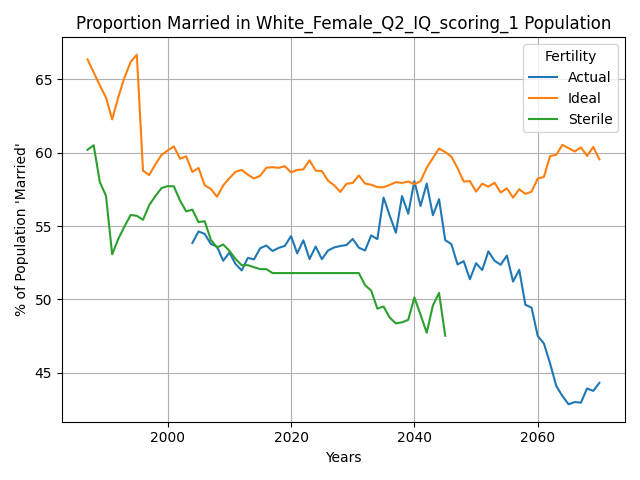 Proportion Married in White_Female_Q2_IQ_scoring_1 Population
Fertility
Actual
Ideal
Sterile
% of Population 'Married'
65
60
55
50
45
2000
2020
2040
2060
Years